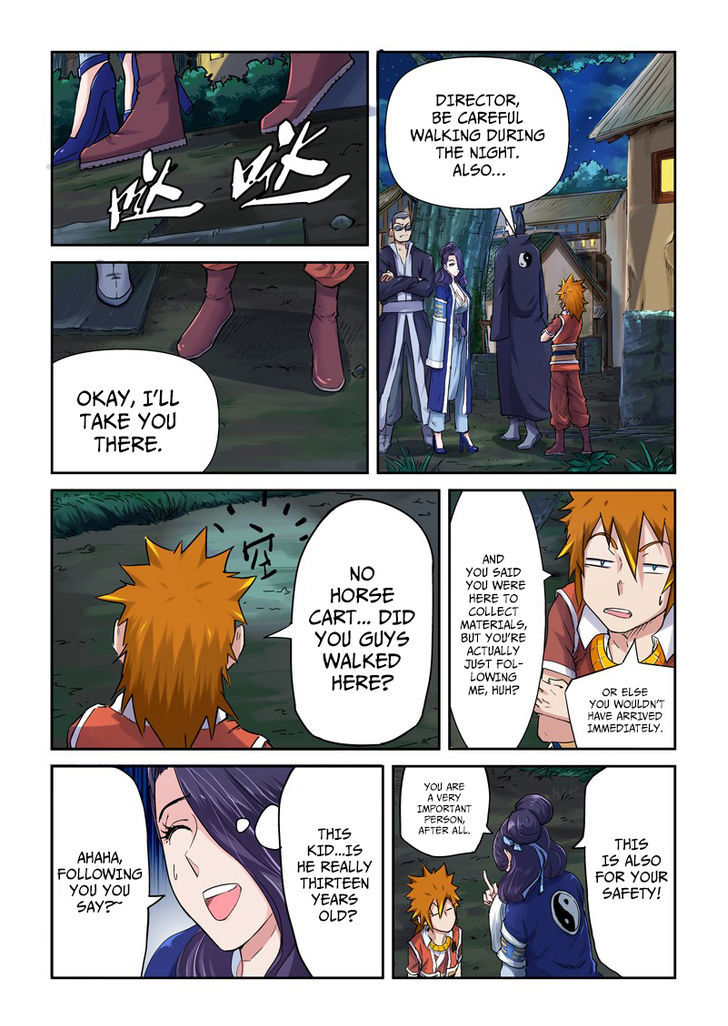 哒 哒
OKAY, I'LL
TAKE YOU
THERE.
DIRECTOR,
BE CAREFUL
WALKING DURING
THE NIGHT.
ALSO...
空
NO
HORSE
CART... DID
YOU GUYS
WALKED
HERE?
AND
YOU SAID
YOU WERE
HERE TO
COLLECT
MATERIALS,
BUT YOU'RE
ACTUALLY
JUST FOL-
LOWING
ME, HUH?
OR ELSE
YOU WOULDN'T
HAVE ARRIVED
IMMEDIATELY.
AHAHA,
FOLLOWING
YOU YOU
SAY?~
THIS
KID...IS
HE REALLY
THIRTEEN
YEARS
OLD?
YOU ARE
A VERY
IMPORTANT
PERSON,
AFTER ALL.
THIS
IS ALSO
FOR YOUR
SAFETY!